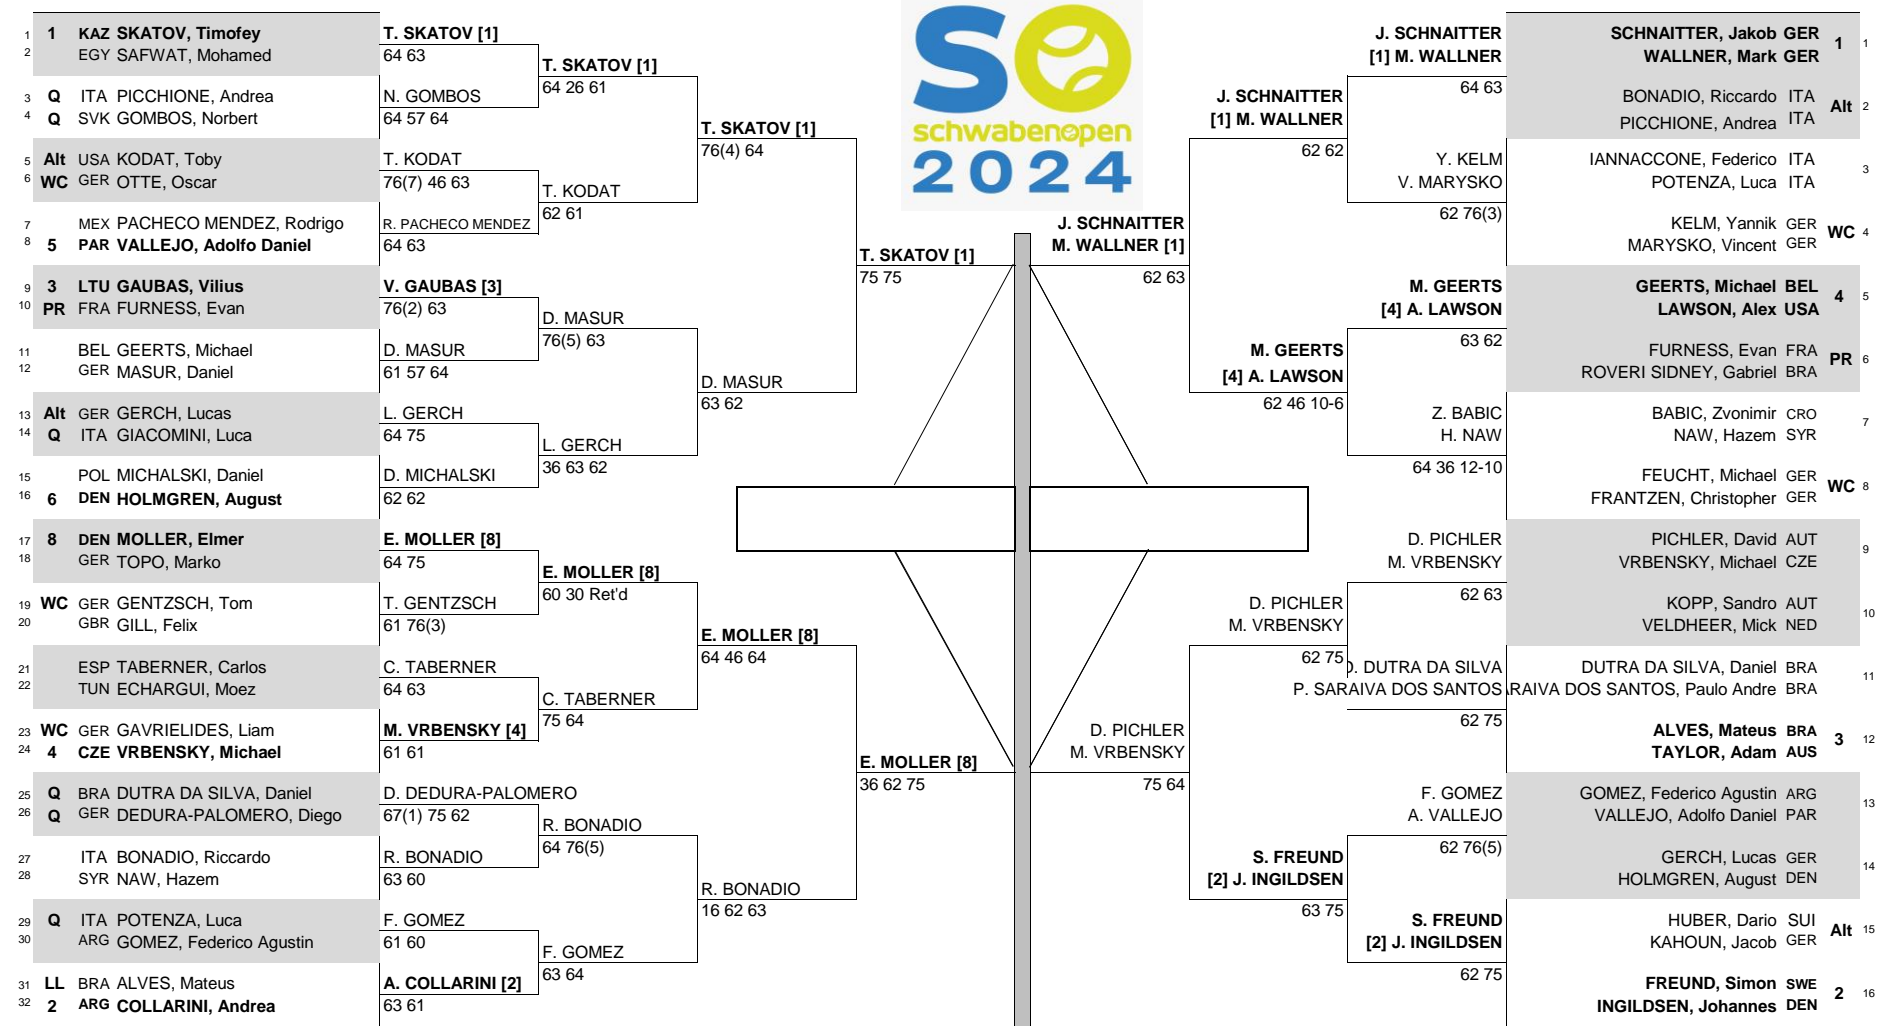 1 1 KAZ SKATOV, Timofey
2 EGY SAFWAT, Mohamed
3 Q ITA PICCHIONE, Andrea
4 Q SVK GOMBOS, Norbert
5 Alt USA KODAT, Toby
6 WC GER OTTE, Oscar
7 MEX PACHECO MENDEZ, Rodrigo
8 5 PAR VALLEJO, Adolfo Daniel
9 3 LTU GAUBAS, Vilius
10 PR FRA FURNESS, Evan
11 BEL GEERTS, Michael
12 GER MASUR, Daniel
13 Alt GER GERCH, Lucas
14 Q ITA GIACOMINI, Luca
15 POL MICHALSKI, Daniel
16 6 DEN HOLMGREN, August
17 8 DEN MOLLER, Elmer
18 GER TOPO, Marko
19 WC GER GENTZSCH, Tom
20 GBR GILL, Felix
21 ESP TABERNER, Carlos
22 TUN ECHARGUI, Moez
23 WC GER GAVRIELIDES, Liam
24 4 CZE VRBENSKY, Michael
25 Q BRA DUTRA DA SILVA, Daniel
26 Q GER DEDURA-PALOMERO, Diego
27 ITA BONADIO, Riccardo
28 SYR NAW, Hazem
29 Q ITA POTENZA, Luca
30 ARG GOMEZ, Federico Agustin
31 LL BRA ALVES, Mateus
32 2 ARG COLLARINI, Andrea
T. SKATOV [1]
64 63
N. GOMBOS
64 57 64
T. KODAT
76(7) 46 63
R. PACHECO MENDEZ
64 63
V. GAUBAS [3]
76(2) 63
D. MASUR
61 57 64
L. GERCH
64 75
D. MICHALSKI
62 62
E. MOLLER [8]
64 75
T. GENTZSCH
61 76(3)
C. TABERNER
64 63
M. VRBENSKY [4]
61 61
D. DEDURA-PALOMERO
67(1) 75 62
R. BONADIO
63 60
F. GOMEZ
61 60
A. COLLARINI [2]
63 61
T. SKATOV [1]
64 26 61
T. KODAT
62 61
D. MASUR
76(5) 63
L. GERCH
36 63 62
E. MOLLER [8]
60 30 Ret'd
C. TABERNER
75 64
R. BONADIO
64 76(5)
F. GOMEZ
63 64
T. SKATOV [1]
76(4) 64
D. MASUR
63 62
E. MOLLER [8]
64 46 64
R. BONADIO
16 62 63
T. SKATOV [1]
75 75
E. MOLLER [8]
36 62 75
SO
schwabenopen
2024
J. SCHNAITTER
M. WALLNER [1]
62 63
D. PICHLER
M. VRBENSKY
75 64
J. SCHNAITTER
[1] M. WALLNER
62 62
M. GEERTS
[4] A. LAWSON
62 46 10-6
D. PICHLER
M. VRBENSKY
62 75
S. FREUND
[2] J. INGILDSEN
63 75
J. SCHNAITTER
[1] M. WALLNER
64 63
Y. KELM
V. MARYSKO
62 76(3)
M. GEERTS
[4] A. LAWSON
63 62
Z. BABIC
H. NAW
64 36 12-10
D. PICHLER
M. VRBENSKY
62 63
DUTRA DA SILVA
P. SARAIVA DOS SANTOS
62 75
F. GOMEZ
A. VALLEJO
62 76(5)
S. FREUND
[2] J. INGILDSEN
62 75
SCHNAITTER, Jakob GER 1 1
WALLNER, Mark GER
BONADIO, Riccardo ITA Alt 2
PICCHIONE, Andrea ITA
IANNACCONE, Federico ITA 3
POTENZA, Luca ITA
KELM, Yannik GER WC 4
MARYSKO, Vincent GER
GEERTS, Michael BEL 4 5
LAWSON, Alex USA
FURNESS, Evan FRA PR 6
ROVERI SIDNEY, Gabriel BRA
BABIC, Zvonimir CRO 7
NAW, Hazem SYR
FEUCHT, Michael GER WC 8
FRANTZEN, Christopher GER
PICHLER, David AUT 9
VRBENSKY, Michael CZE
KOPP, Sandro AUT 10
VELDHEER, Mick NED
DUTRA DA SILVA, Daniel BRA 11
RAIVA DOS SANTOS, Paulo Andre BRA
ALVES, Mateus BRA 3 12
TAYLOR, Adam AUS
GOMEZ, Federico Agustin ARG 13
VALLEJO, Adolfo Daniel PAR
GERCH, Lucas GER 14
HOLMGREN, August DEN
HUBER, Dario SUI Alt 15
KAHOUN, Jacob GER
FREUND, Simon SWE 2 16
INGILDSEN, Johannes DEN